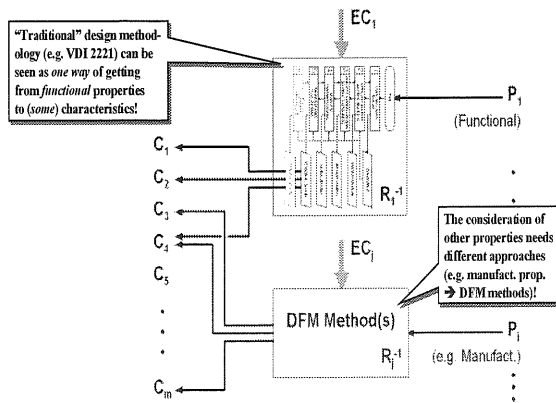 EC1
"Traditional" design method-
ology (e.g. VDI 2221) can be
seen as one way of getting
from functional properties
to (some) characteristics!
P1
(Functional)
R1-1
C1
C2
C3
C4
C5
Cm
The consideration of
other properties needs
different approaches
(e.g. manufact. prop.
➔ DFM methods)!
ECj
DFM Method(s)
Rj-1
Pj
(e.g. Manufact.)